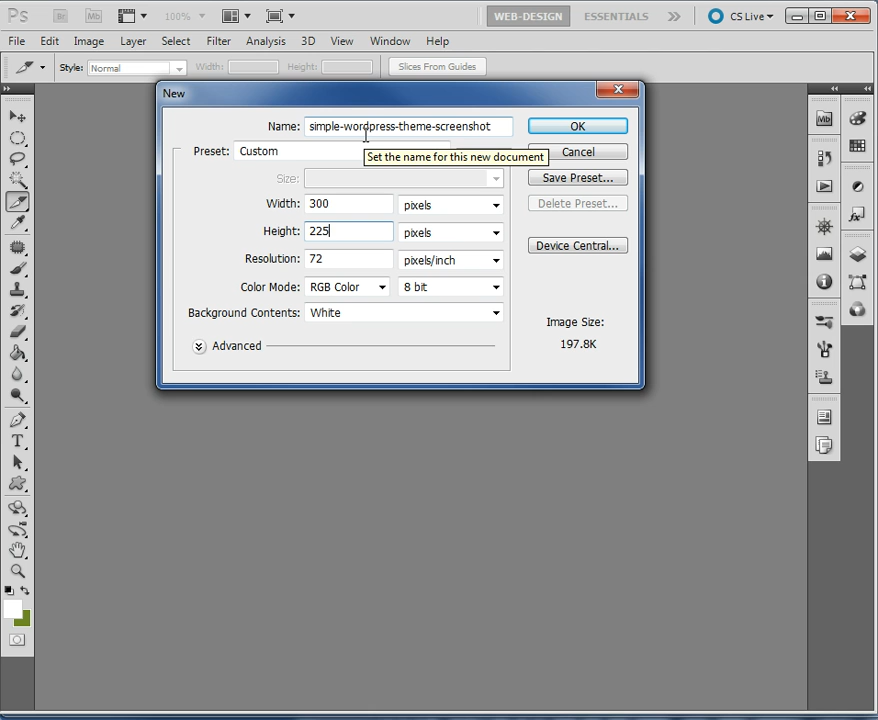 Ps Br Mb 100% WEB-DESIGN ESSENTIALS CS Live
File Edit Image Layer Select Filter Analysis 3D View Window Help
Style: Normal Width: Height: Slices From Guides
New
Name: simple-wordpress-theme-screenshot OK
Preset: Custom Cancel
Set the name for this new document
Size: Save Preset...
Width: 300 pixels Delete Preset...
Height: 225 pixels
Device Central...
Resolution: 72 pixels/inch
Color Mode: RGB Color 8 bit
Background Contents: White
Image Size:
197.8K
Advanced
Mb